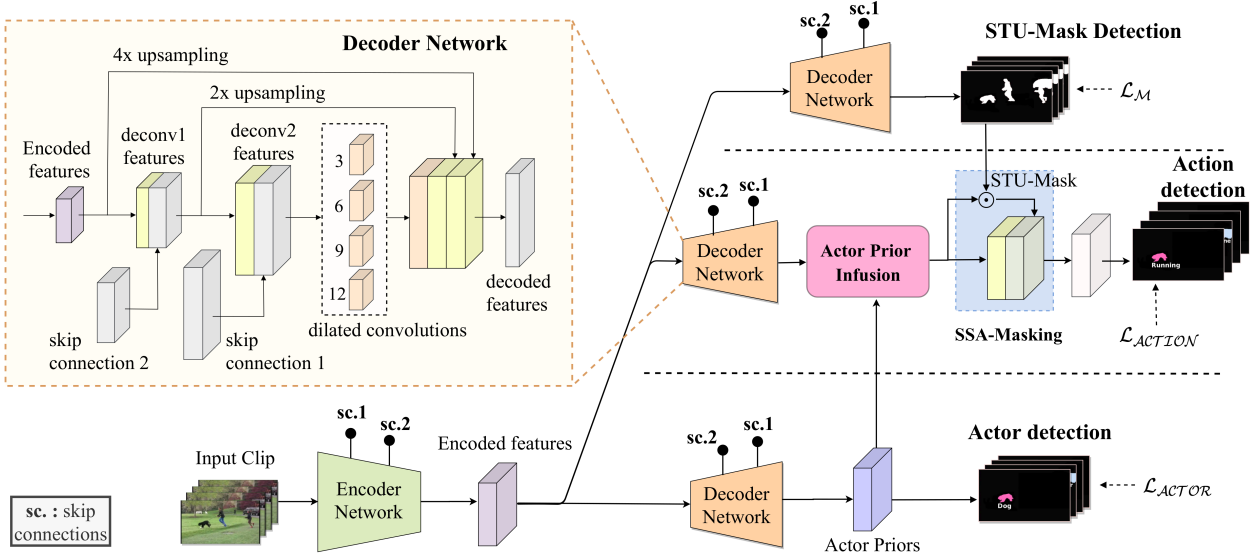 Decoder Network
4x upsampling
2x upsampling
Encoded
features
deconv1
features
deconv2
features
3
6
9
12
dilated convolutions
decoded
features
skip
connection 2
skip
connection 1
sc.2
sc.1
Decoder
Network
STU-Mask Detection
ℒ_M
sc.2
sc.1
Decoder
Network
Actor Prior
Infusion
STU-Mask
SSA-Masking
Action
detection
Running
ℒ_ACTION
Input Clip
sc.1
sc.2
Encoder
Network
Encoded features
sc.2
sc.1
Decoder
Network
Actor Priors
Actor detection
Dog
ℒ_ACTOR
sc. : skip
connections